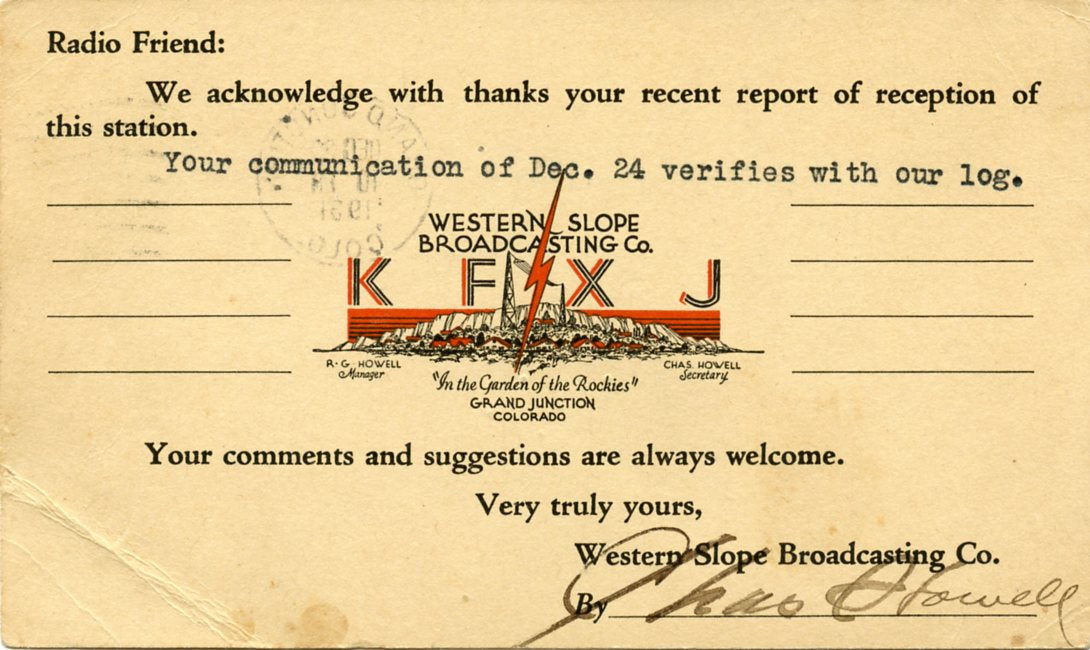 Radio Friend:
We acknowledge with thanks your recent report of reception of
this station.
Your communication of Dec. 24 verifies with our log.
WESTERN SLOPE
BROADCASTING Co.
K F X J
R·G HOWELL
Manager
CHAS. HOWELL
Secretary
"In the Garden of the Rockies"
GRAND JUNCTION
COLORADO
Your comments and suggestions are always welcome.
Very truly yours,
Western Slope Broadcasting Co.
By Chas Howell